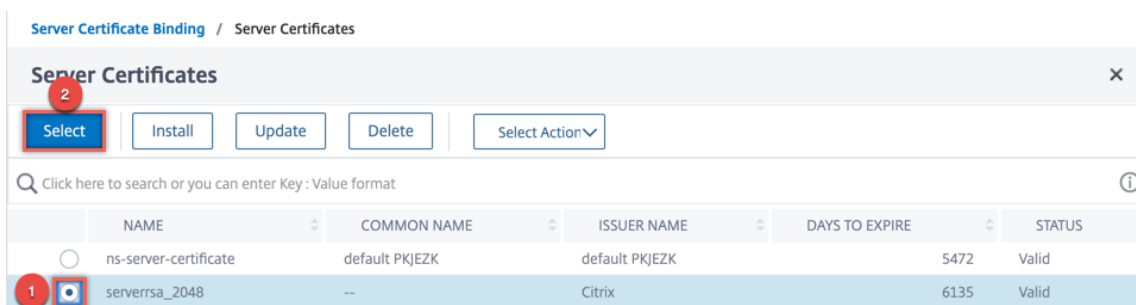 Server Certificate Binding / Server Certificates
Server Certificates
2
Select Install Update Delete Select Action
Click here to search or you can enter Key : Value format
NAME COMMON NAME ISSUER NAME DAYS TO EXPIRE STATUS
ns-server-certificate default PKJEZK default PKJEZK 5472 Valid
1 serverrsa_2048 -- Citrix 6135 Valid